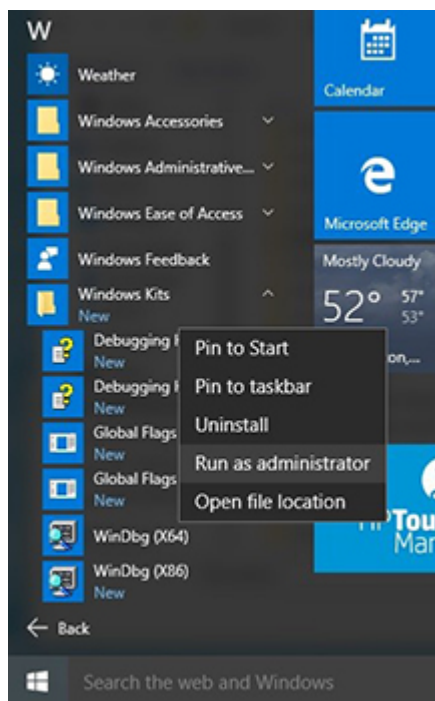 W
Weather
Windows Accessories
Windows Administrative...
Windows Ease of Access
Windows Feedback
Windows Kits
New
Debugging
New
Debugging
New
Global Flags
New
Global Flags
New
WinDbg (X64)
WinDbg (X86)
New
Back
Search the web and Windows
Pin to Start
Pin to taskbar
Uninstall
Run as administrator
Open file location
Calendar
Microsoft Edge
Mostly Cloudy
52° 57°
53°
on,...